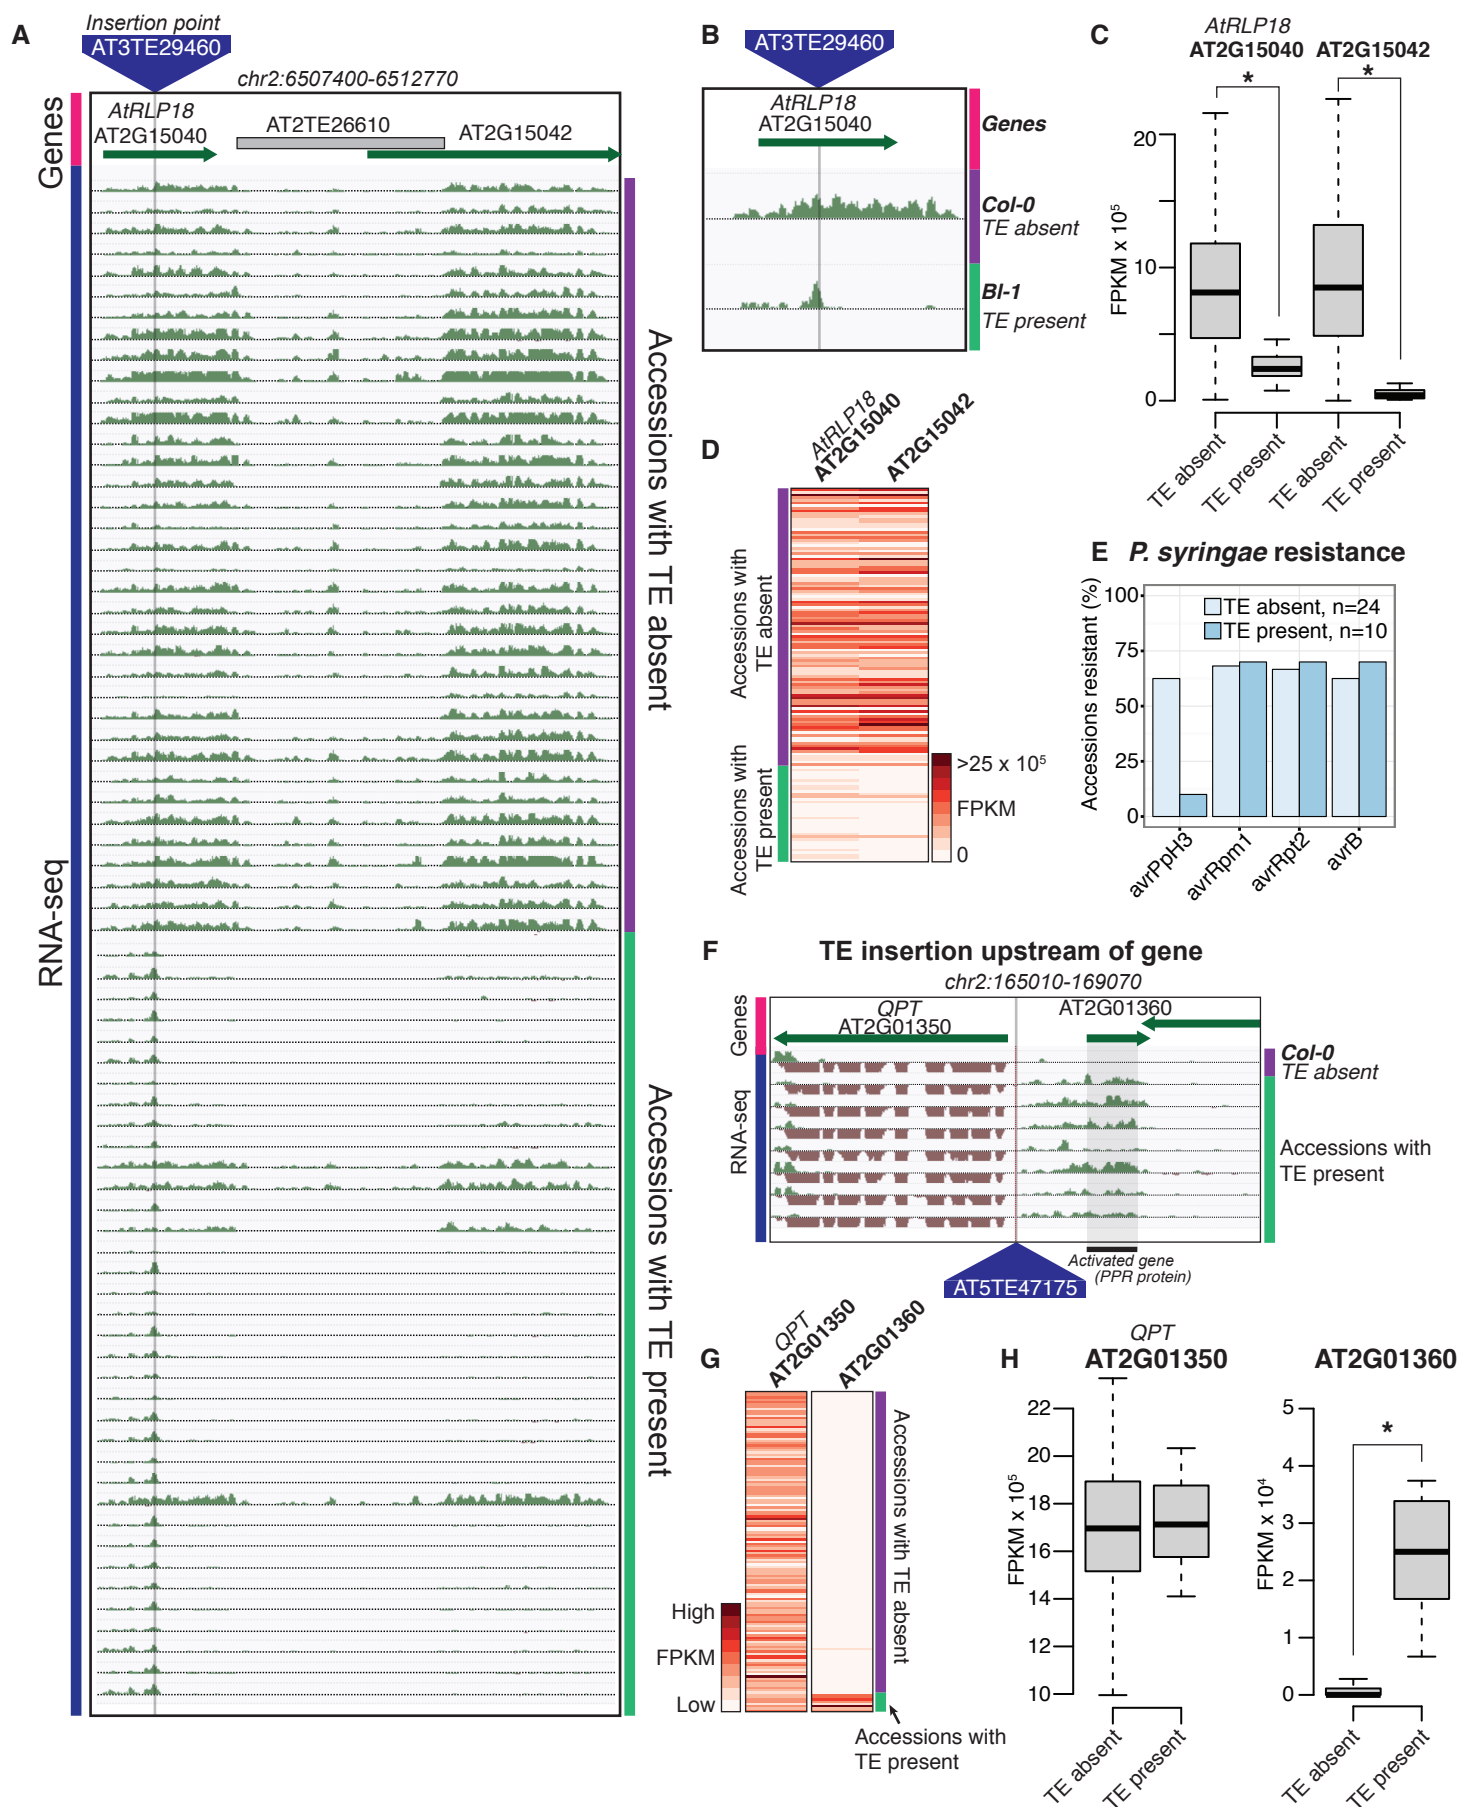 A
Insertion point
AT3TE29460
chr2:6507400-6512770
Genes
AtRLP18
AT2G15040
AT2TE26610
AT2G15042
RNA-seq
Accessions with TE absent
Accessions with TE present
B
AT3TE29460
AtRLP18
AT2G15040
Genes
Col-0
TE absent
Bl-1
TE present
C
AtRLP18
AT2G15040 AT2G15042
*
*
FPKM x 10⁵
20
10
0
TE absent
TE present
TE absent
TE present
D
AtRLP18
AT2G15040
AT2G15042
Accessions with
TE absent
Accessions with
TE present
>25 x 10⁵
FPKM
0
E P. syringae resistance
Accessions resistant (%)
100
75
50
25
0
TE absent, n=24
TE present, n=10
avrPpH3
avrRpm1
avrRpt2
avrB
F
TE insertion upstream of gene
chr2:165010-169070
Genes
QPT
AT2G01350
AT2G01360
RNA-seq
Col-0
TE absent
Accessions with
TE present
Activated gene
(PPR protein)
AT5TE47175
G
QPT
AT2G01350
AT2G01360
Accessions with TE absent
High
FPKM
Low
Accessions with
TE present
H
QPT
AT2G01350
FPKM x 10⁵
22
20
18
16
14
12
10
TE absent
TE present
AT2G01360
*
FPKM x 10⁴
5
4
3
2
1
0
TE absent
TE present